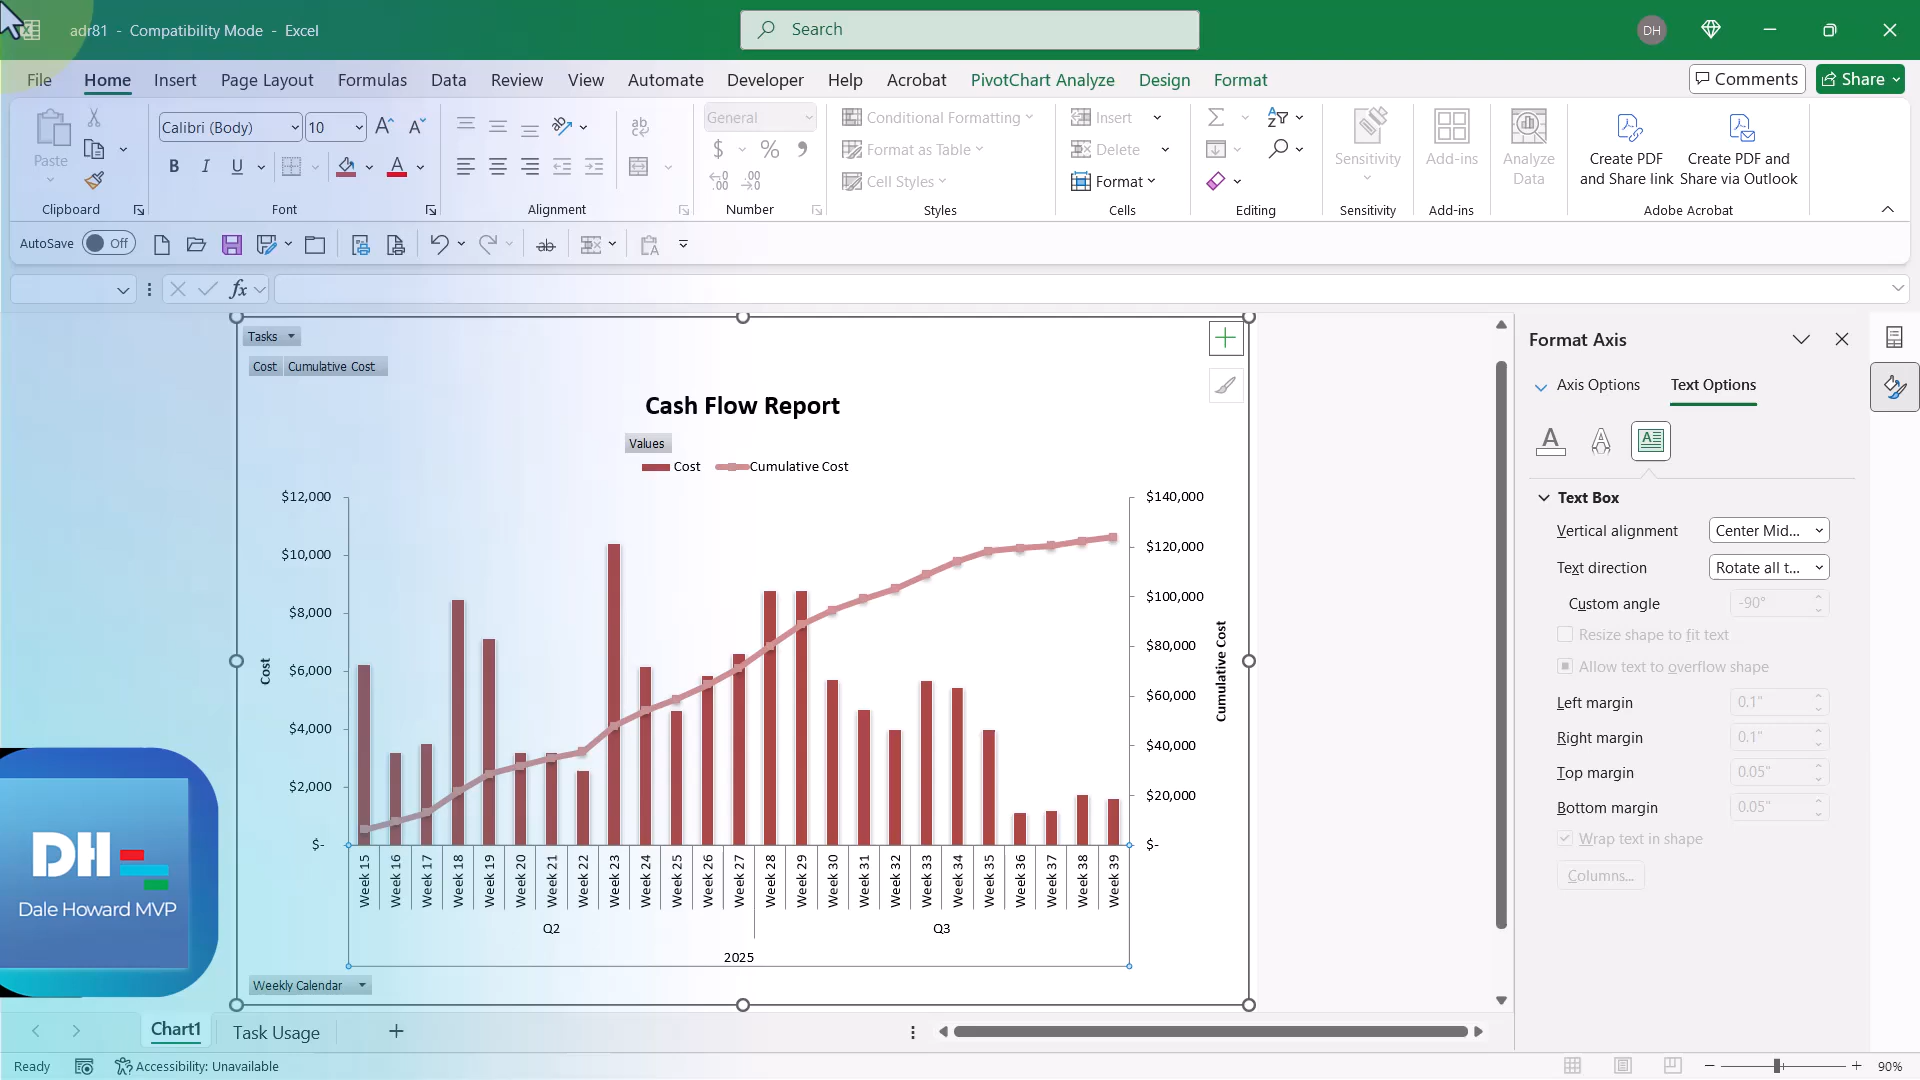 adr81 - Compatibility Mode - Excel
Search
DH
File Home Insert Page Layout Formulas Data Review View Automate Developer Help Acrobat PivotChart Analyze Design Format
Comments Share
Paste
Calibri (Body) 10
B I U
General
$ % 9
Conditional Formatting
Format as Table
Cell Styles
Insert
Delete
Format
Sensitivity
Add-ins
Analyze Data
Create PDF and Share link
Create PDF and Share via Outlook
Clipboard Font Alignment Number Styles Cells Editing Sensitivity Add-ins Adobe Acrobat
AutoSave Off
fx
Tasks
Cost Cumulative Cost
Cash Flow Report
Values
Cost Cumulative Cost
$12,000
$10,000
$8,000
$6,000
$4,000
$2,000
$-
Cost
$140,000
$120,000
$100,000
$80,000
$60,000
$40,000
$20,000
$-
Cumulative Cost
Week 15 Week 16 Week 17 Week 18 Week 19 Week 20 Week 21 Week 22 Week 23 Week 24 Week 25 Week 26 Week 27 Week 28 Week 29 Week 30 Week 31 Week 32 Week 33 Week 34 Week 35 Week 36 Week 37 Week 38 Week 39
Q2 Q3
2025
Weekly Calendar
DH
Dale Howard MVP
Format Axis
Axis Options Text Options
Text Box
Vertical alignment Center Mid...
Text direction Rotate all t...
Custom angle -90°
Resize shape to fit text
Allow text to overflow shape
Left margin 0.1"
Right margin 0.1"
Top margin 0.05"
Bottom margin 0.05"
Wrap text in shape
Columns...
Chart1 Task Usage
Ready Accessibility: Unavailable 90%